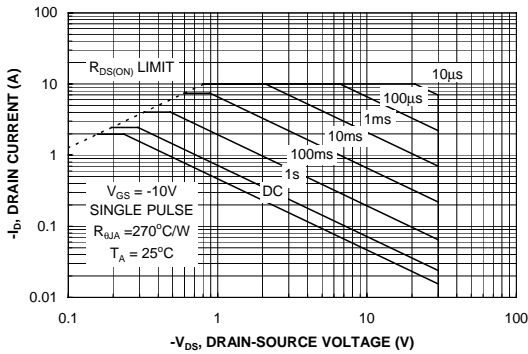 100
10
1
0.1
0.01
-I_D, DRAIN CURRENT (A)
R_DS(ON) LIMIT
10µs
100µs
1ms
10ms
100ms
1s
DC
V_GS = -10V
SINGLE PULSE
R_θJA =270°C/W
T_A = 25°C
0.1
1
10
100
-V_DS, DRAIN-SOURCE VOLTAGE (V)